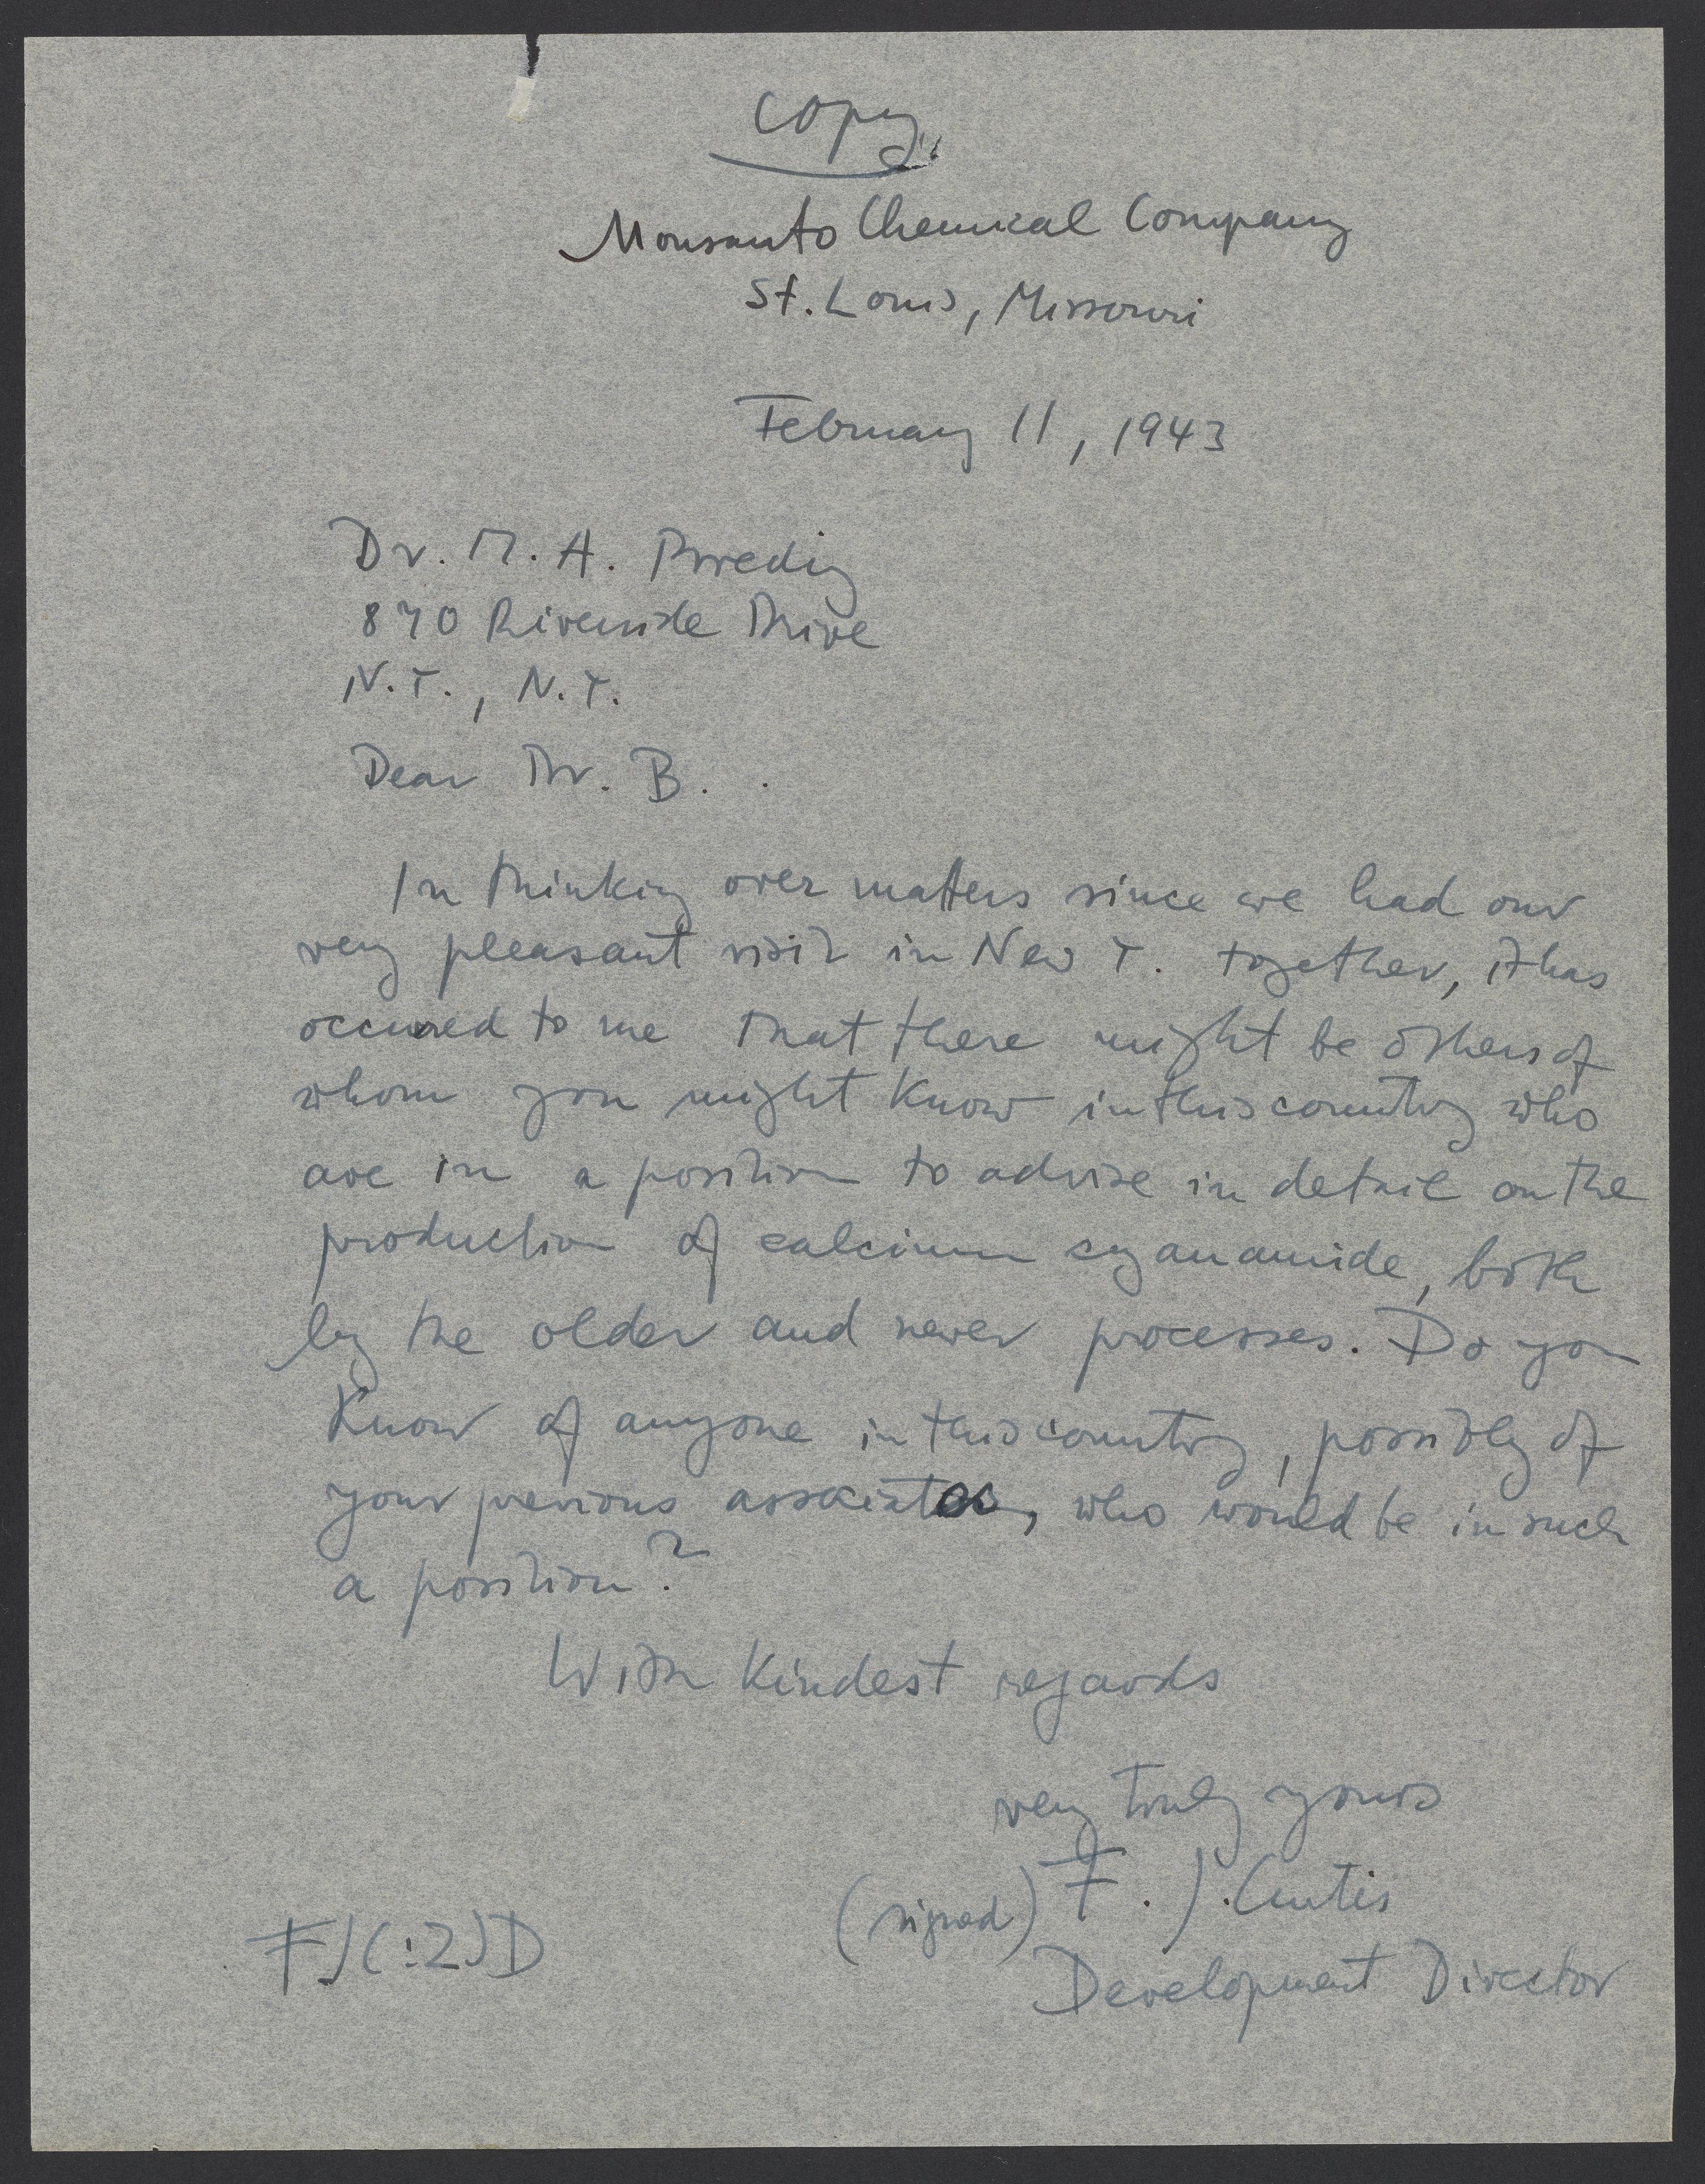 copy
Monsanto Chemical Company
St. Louis, Missouri
February 11, 1943
Dr. M. A. Bredig
870 Riverside Drive
N.Y., N.Y.
Dear Dr. B.
In thinking over matters since we had our
very pleasant visit in New Y. together, it has
occured to me that there might be others of
whom you might know in this country who
are in a position to advise in detail on the
production of calcium cyanamide, both
by the older and newer processes. Do you
know of anyone in this country, possibly of
your previous associates, who would be in such
a position?
With kindest regards
very truly yours
(signed) F. J. Curtis
FJC:ZJD
Development Director